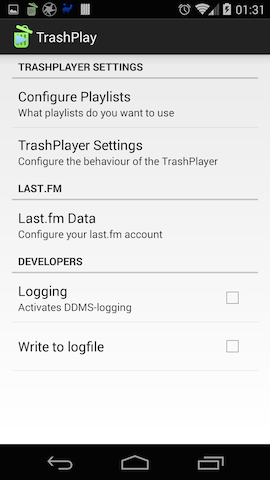 01:31
TrashPlay
TRASHPLAYER SETTINGS
Configure Playlists
What playlists do you want to use
TrashPlayer Settings
Configure the behaviour of the TrashPlayer
LAST.FM
Last.fm Data
Configure your last.fm account
DEVELOPERS
Logging
Activates DDMS-logging
Write to logfile